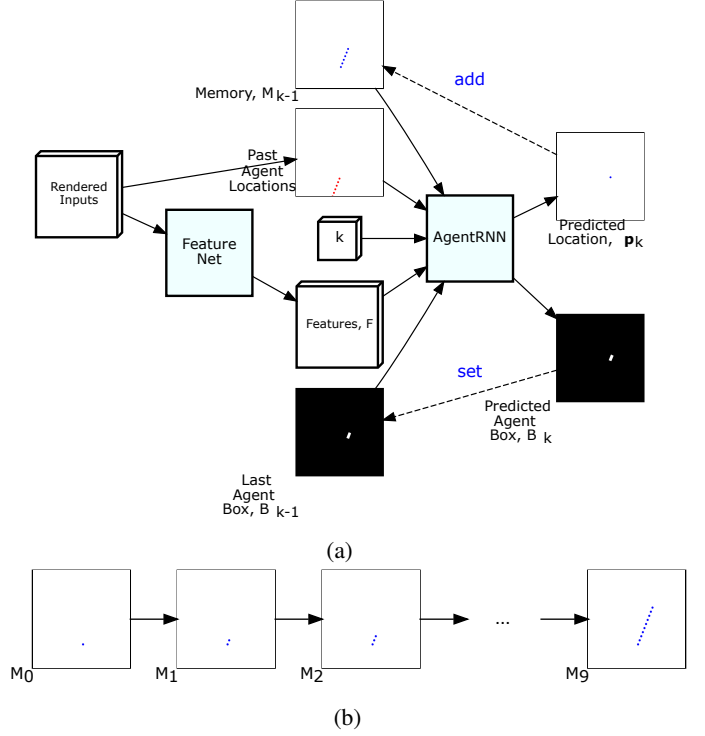 add
Memory, M k-1
Past
Agent
Locations
Rendered
Inputs
k
AgentRNN
Predicted
Location, pk
Feature
Net
Features, F
set
Predicted
Agent
Box, B k
Last
Agent
Box, B k-1
(a)
M0
M1
M2
...
M9
(b)